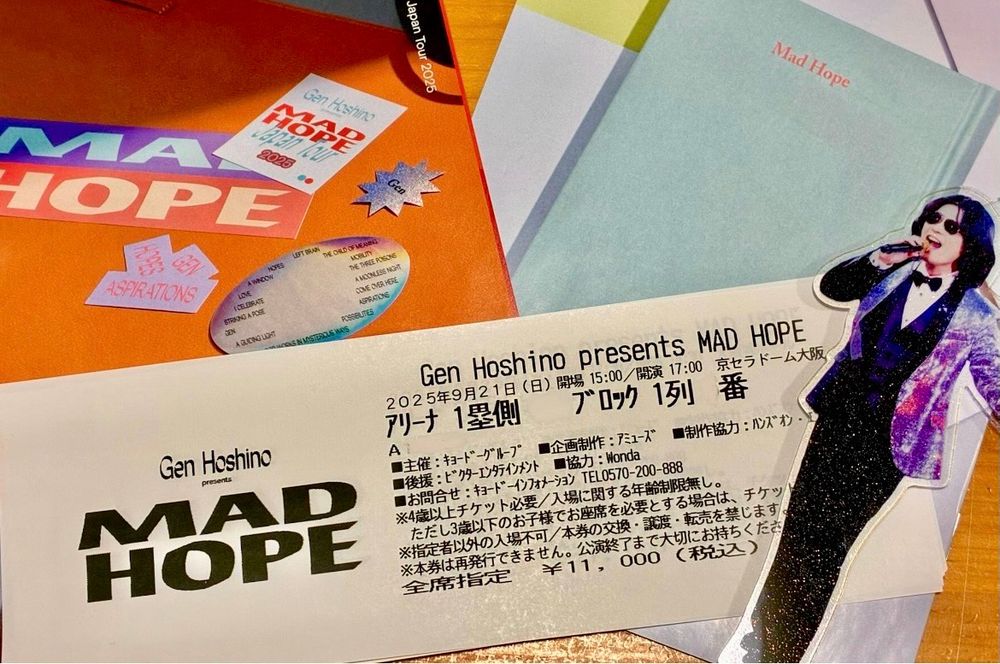 Japan Tour 2025
Mad Hope
Gen Hoshino
presents
MAD
HOPE
Japan Tour
2025
MA
HOPE
Gen
GEN
HOPES
ASPIRATIONS
LEFT BRAIN
THE CHILD OF MEANING
HOPES
MOBILITY
A WINDOW
THE THREE POISONS
LOVE
A MOONLESS NIGHT
I CELEBRATE
COME OVER HERE
STRIKING A POSE
ASPIRATIONS
GEN
POSSIBILITIES
A GUIDING LIGHT
WORKS IN MYSTERIOUS WAYS
Gen Hoshino presents MAD HOPE
2025年9月21日(日) 開場 15:00/開演 17:00 京セラドーム大阪
アリーナ 1塁側 ブロック 1列 番
A
■主催:キョードーグループ ■企画制作:アミューズ ■制作協力:ハンズオン・
■後援:ビクターエンタテインメント ■協力:Wonda
■お問合せ:キョードーインフォメーション TEL0570-200-888
※4歳以上チケット必要/入場に関する年齢制限無し。
ただし3歳以下のお子様でお座席を必要とする場合は、チケッ
※指定者以外の入場不可/本券の交換・譲渡・転売を禁じます
※本券は再発行できません。公演終了まで大切にお持ちくださ
全席指定 ¥11,000(税込)
Gen Hoshino
presents
MAD
HOPE